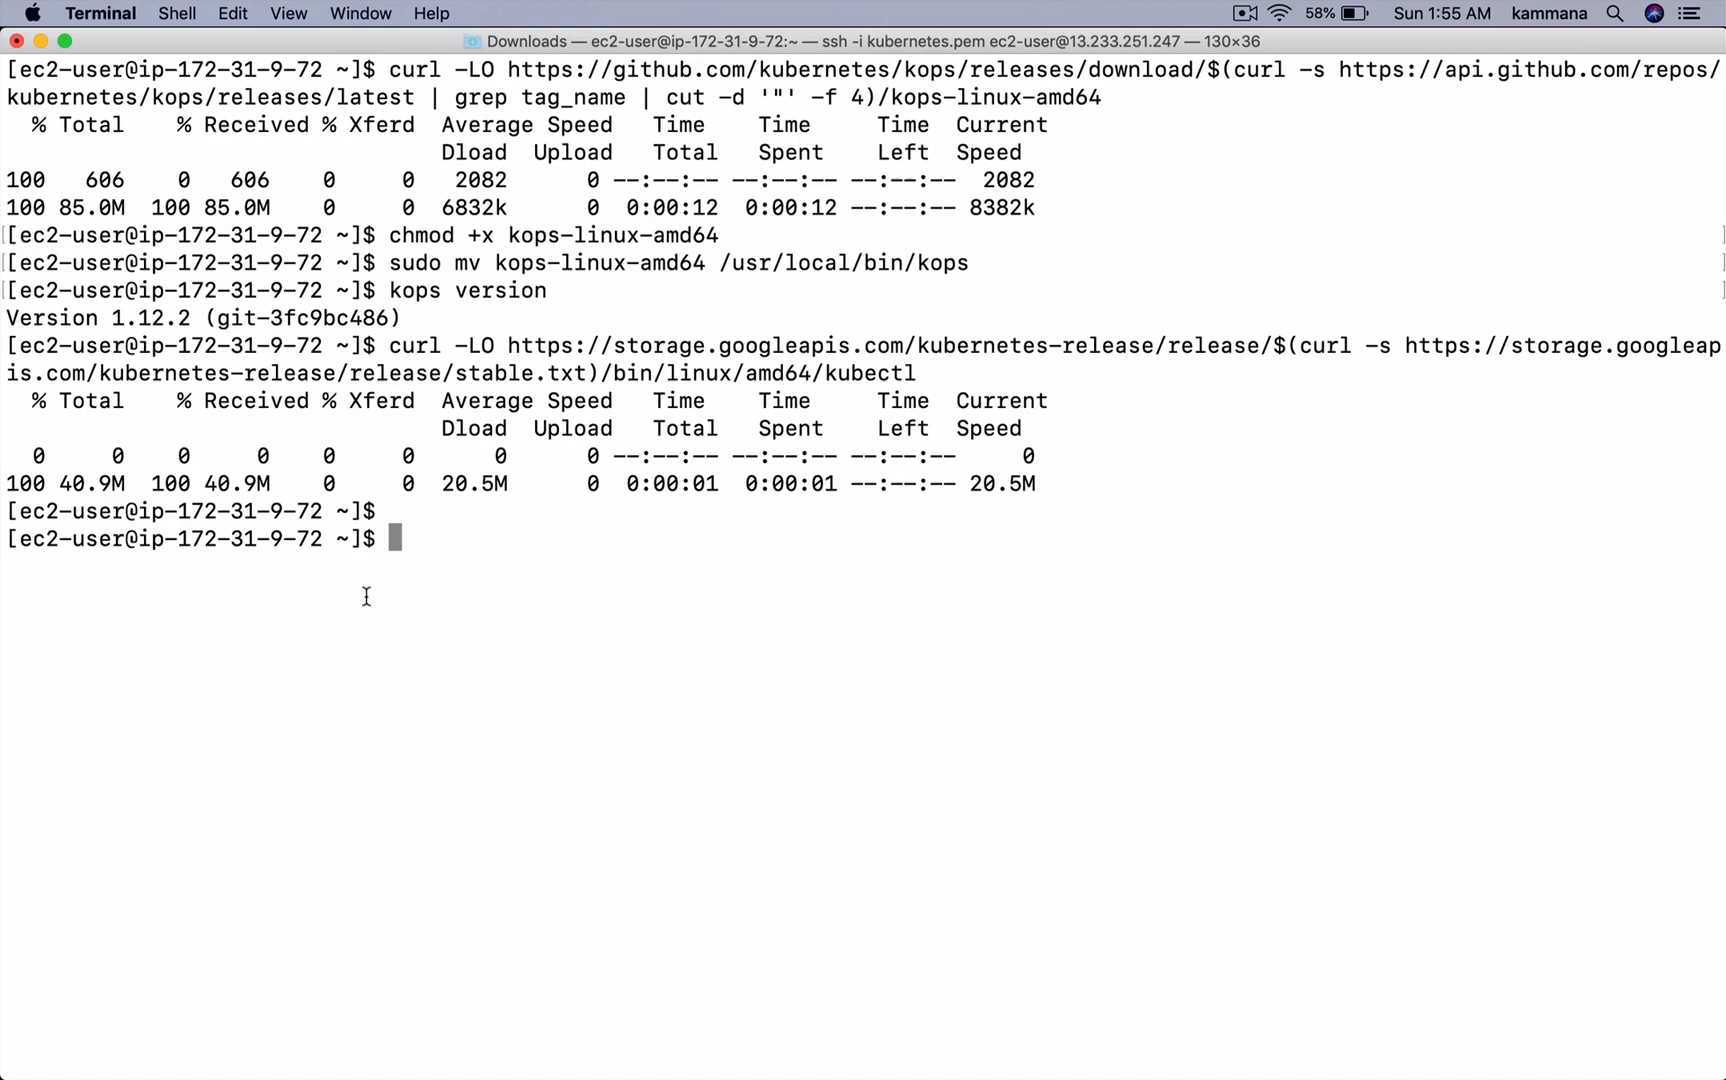 Terminal Shell Edit View Window Help 58% Sun 1:55 AM kammana
Downloads — ec2-user@ip-172-31-9-72:~ — ssh -i kubernetes.pem ec2-user@13.233.251.247 — 130×36
[ec2-user@ip-172-31-9-72 ~]$ curl -LO https://github.com/kubernetes/kops/releases/download/$(curl -s https://api.github.com/repos/
kubernetes/kops/releases/latest | grep tag_name | cut -d '"' -f 4)/kops-linux-amd64
% Total % Received % Xferd Average Speed Time Time Time Current
Dload Upload Total Spent Left Speed
100 606 0 606 0 0 2082 0 --:--:-- --:--:-- --:--:-- 2082
100 85.0M 100 85.0M 0 0 6832k 0 0:00:12 0:00:12 --:--:-- 8382k
[[ec2-user@ip-172-31-9-72 ~]$ chmod +x kops-linux-amd64 ]
[[ec2-user@ip-172-31-9-72 ~]$ sudo mv kops-linux-amd64 /usr/local/bin/kops ]
[[ec2-user@ip-172-31-9-72 ~]$ kops version ]
Version 1.12.2 (git-3fc9bc486)
[ec2-user@ip-172-31-9-72 ~]$ curl -LO https://storage.googleapis.com/kubernetes-release/release/$(curl -s https://storage.googleap
is.com/kubernetes-release/release/stable.txt)/bin/linux/amd64/kubectl
% Total % Received % Xferd Average Speed Time Time Time Current
Dload Upload Total Spent Left Speed
0 0 0 0 0 0 0 0 --:--:-- --:--:-- --:--:-- 0
100 40.9M 100 40.9M 0 0 20.5M 0 0:00:01 0:00:01 --:--:-- 20.5M
[ec2-user@ip-172-31-9-72 ~]$
[ec2-user@ip-172-31-9-72 ~]$